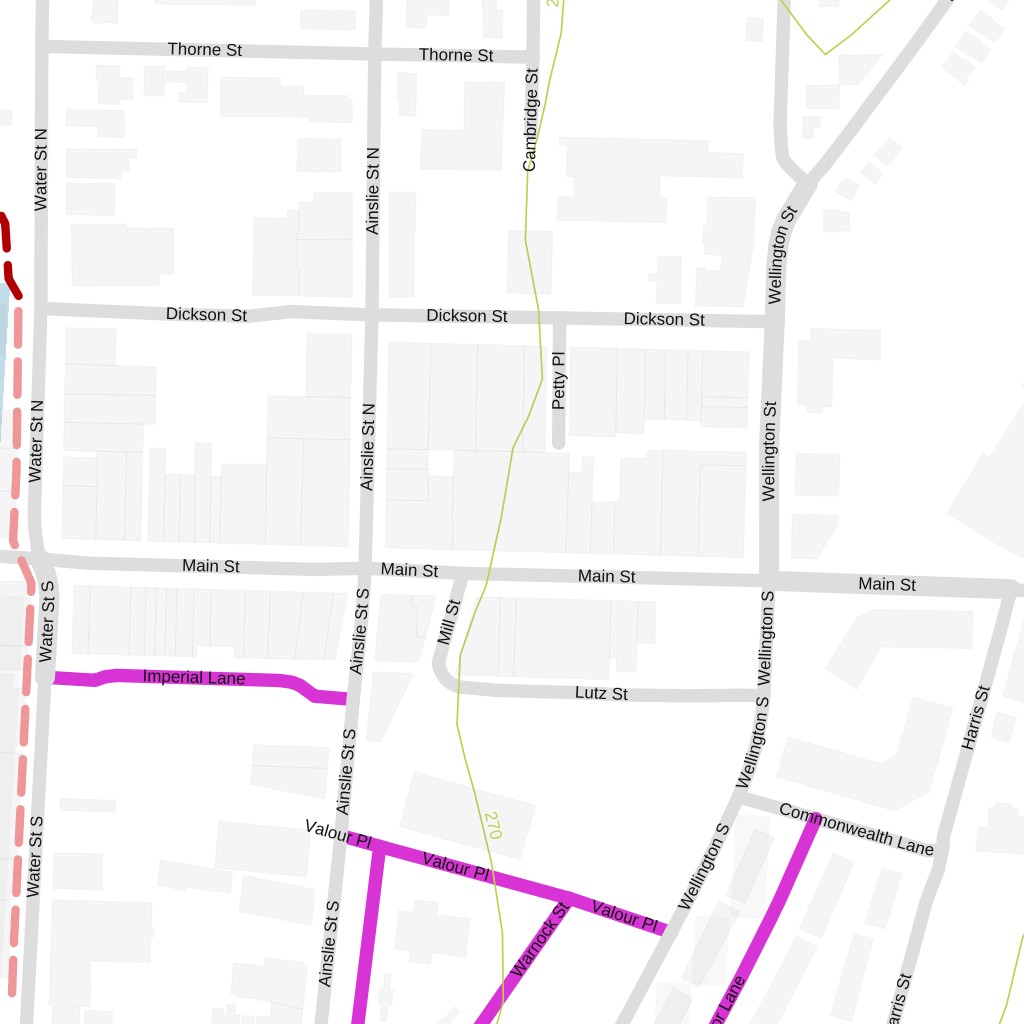 Thorne St
Thorne St
Cambridge St
Water St N
Ainslie St N
Wellington St
Dickson St
Dickson St
Dickson St
Petty Pl
Water St N
Ainslie St N
Wellington St
Main St
Main St
Main St
Main St
Water St S
Ainslie St S
Mill St
Wellington S
Imperial Lane
Lutz St
Harris St
Wellington S
Ainslie St S
Water St S
Valour Pl
270
Commonwealth Lane
Wellington S
Valour Pl
Valour Pl
Warnock St
Ainslie St S
or Lane
arris St